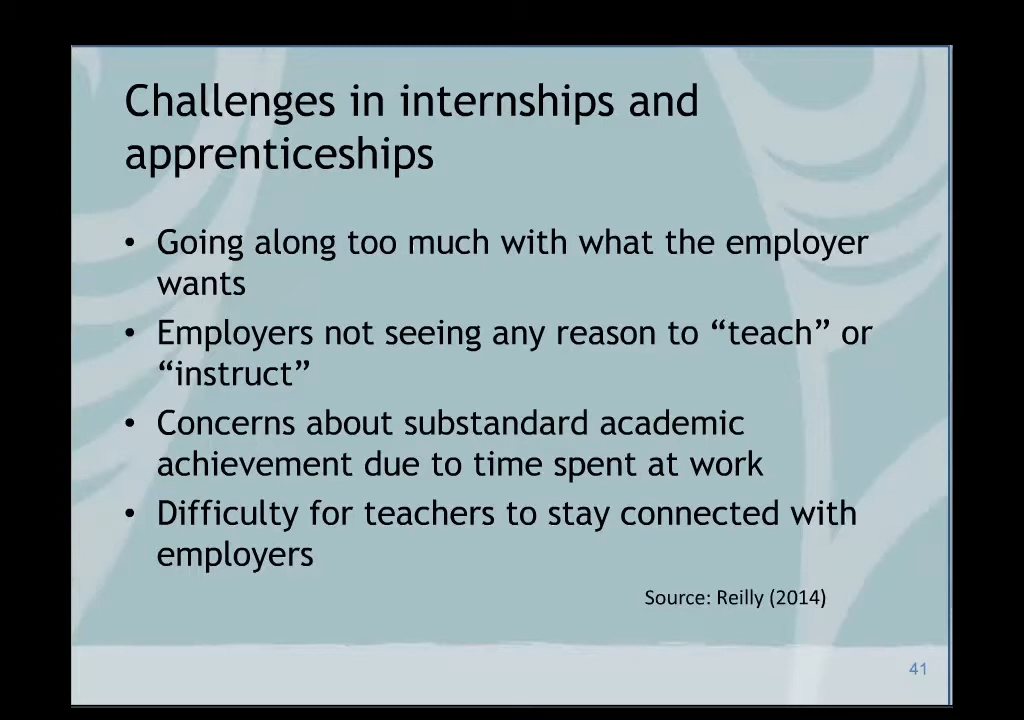 Challenges in internships and
apprenticeships
• Going along too much with what the employer
wants
• Employers not seeing any reason to “teach” or
“instruct”
• Concerns about substandard academic
achievement due to time spent at work
• Difficulty for teachers to stay connected with
employers
Source: Reilly (2014)
41